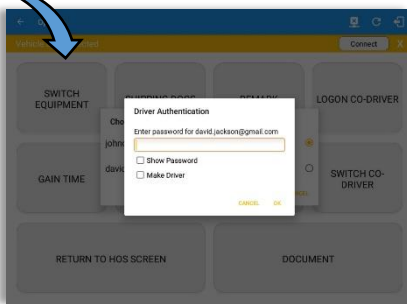 Connect X
SWITCH
EQUIPMENT
LOGON CO-DRIVER
Driver Authentication
Enter password for david.jackson@gmail.com
Show Password
Make Driver
CANCEL OK
GAIN TIME
SWITCH CO-
DRIVER
RETURN TO HOS SCREEN
DOCUMENT